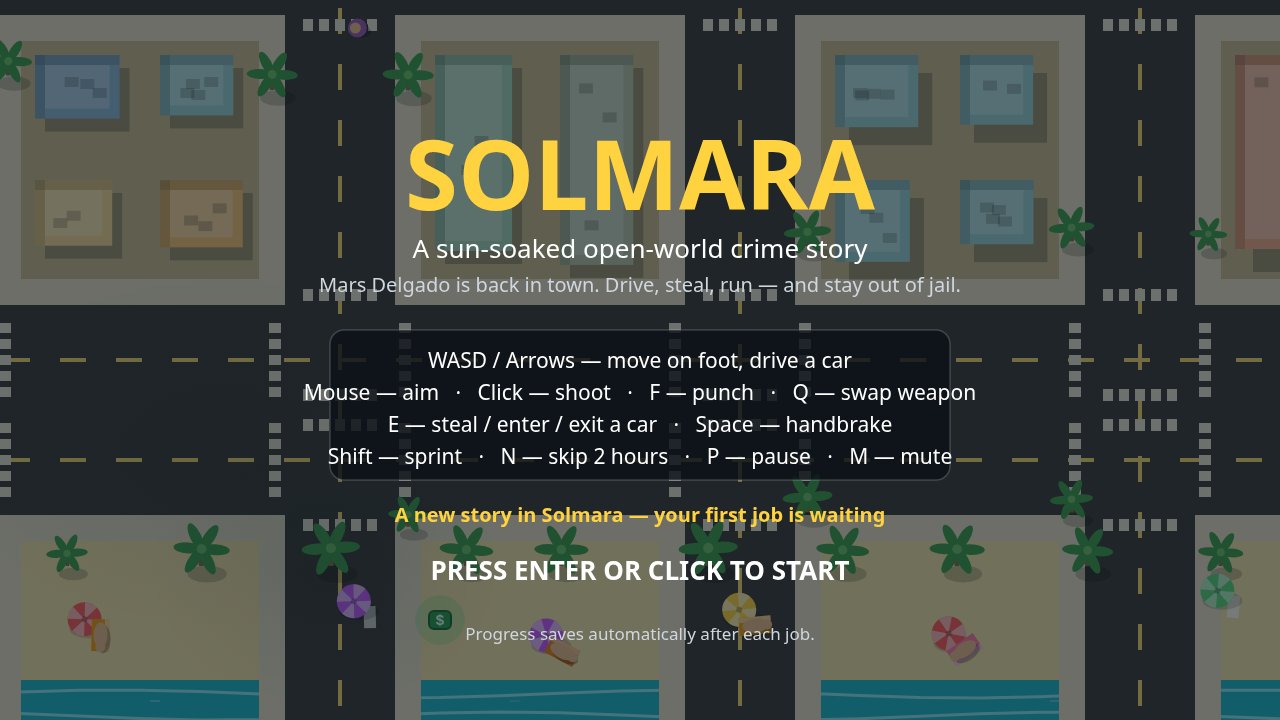 SOLMARA
A sun-soaked open-world crime story
Mars Delgado is back in town. Drive, steal, run — and stay out of jail.
WASD / Arrows — move on foot, drive a car
Mouse — aim · Click — shoot · F — punch · Q — swap weapon
E — steal / enter / exit a car · Space — handbrake
Shift — sprint · N — skip 2 hours · P — pause · M — mute
A new story in Solmara — your first job is waiting
PRESS ENTER OR CLICK TO START
$
Progress saves automatically after each job.